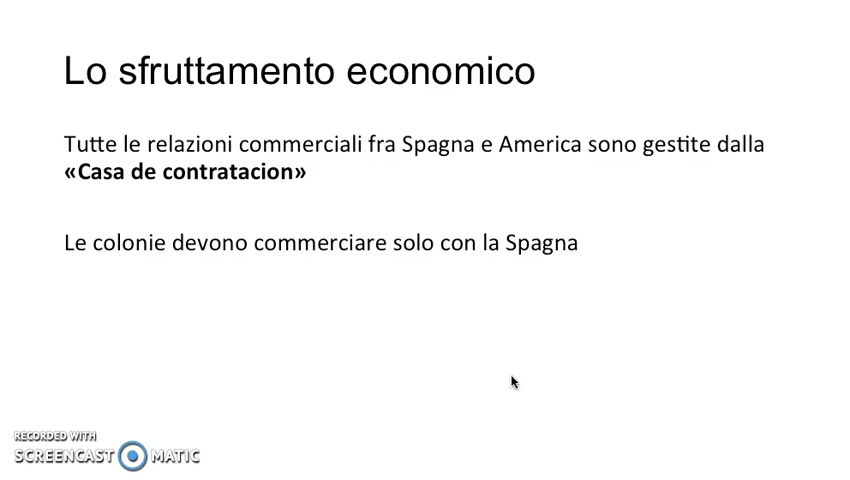 Lo sfruttamento economico
Tutte le relazioni commerciali fra Spagna e America sono gestite dalla
«Casa de contratacion»
Le colonie devono commerciare solo con la Spagna
RECORDED WITH
SCREENCAST MATIC